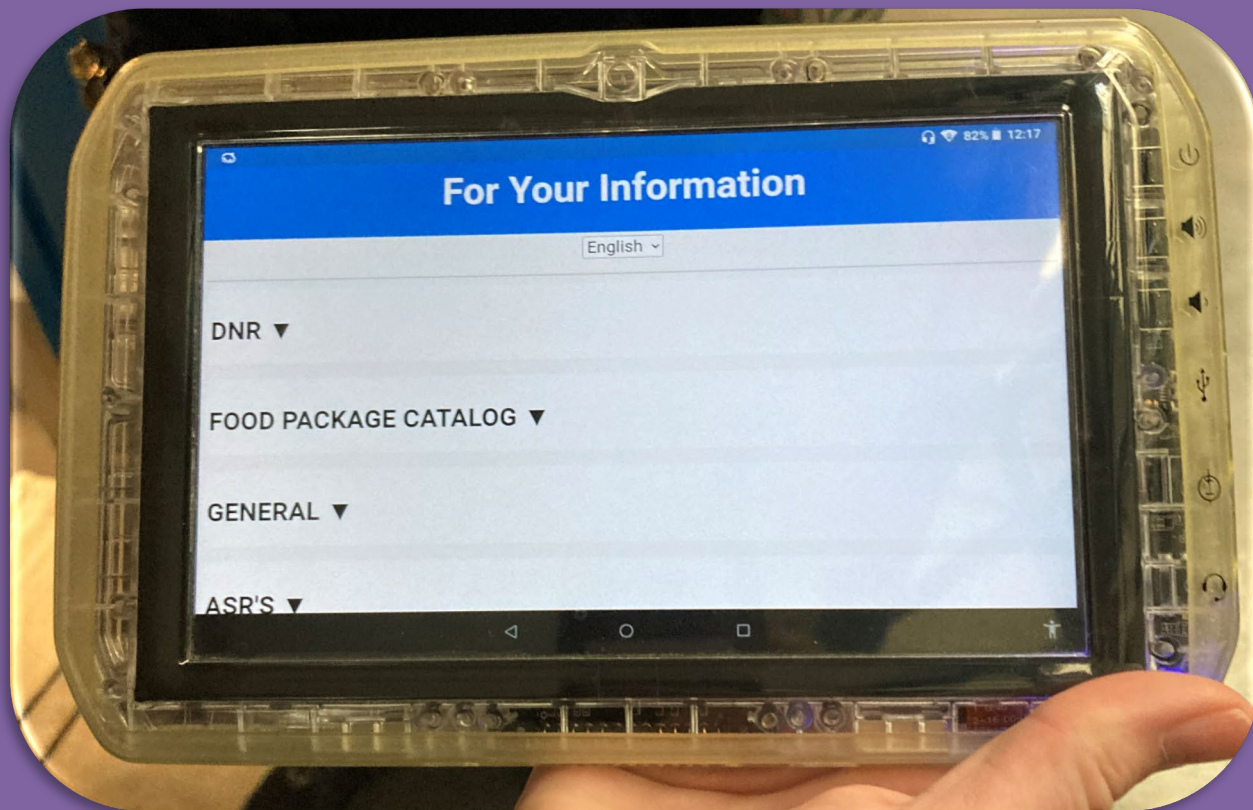 82% 12:17
For Your Information
English
DNR ▼
FOOD PACKAGE CATALOG ▼
GENERAL ▼
ASR'S ▼